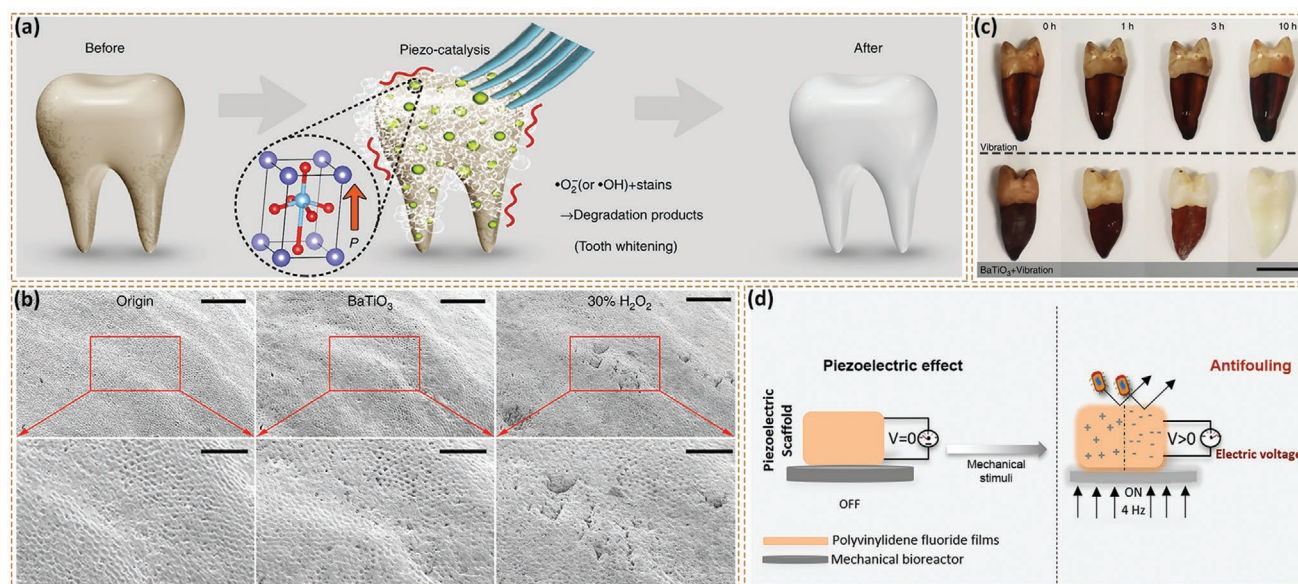 (a)
Before
Piezo-catalysis
After
P
•O₂⁻(or •OH)+stains
→Degradation products
(Tooth whitening)
(c)
0 h 1 h 3 h 10 h
Vibration
BaTiO₃+Vibration
(b)
Origin
BaTiO₃
30% H₂O₂
(d)
Piezoelectric effect
Antifouling
Piezoelectric
Scaffold
V=0
Mechanical
stimuli
V>0
Electric voltage
OFF
ON
4 Hz
Polyvinylidene fluoride films
Mechanical bioreactor